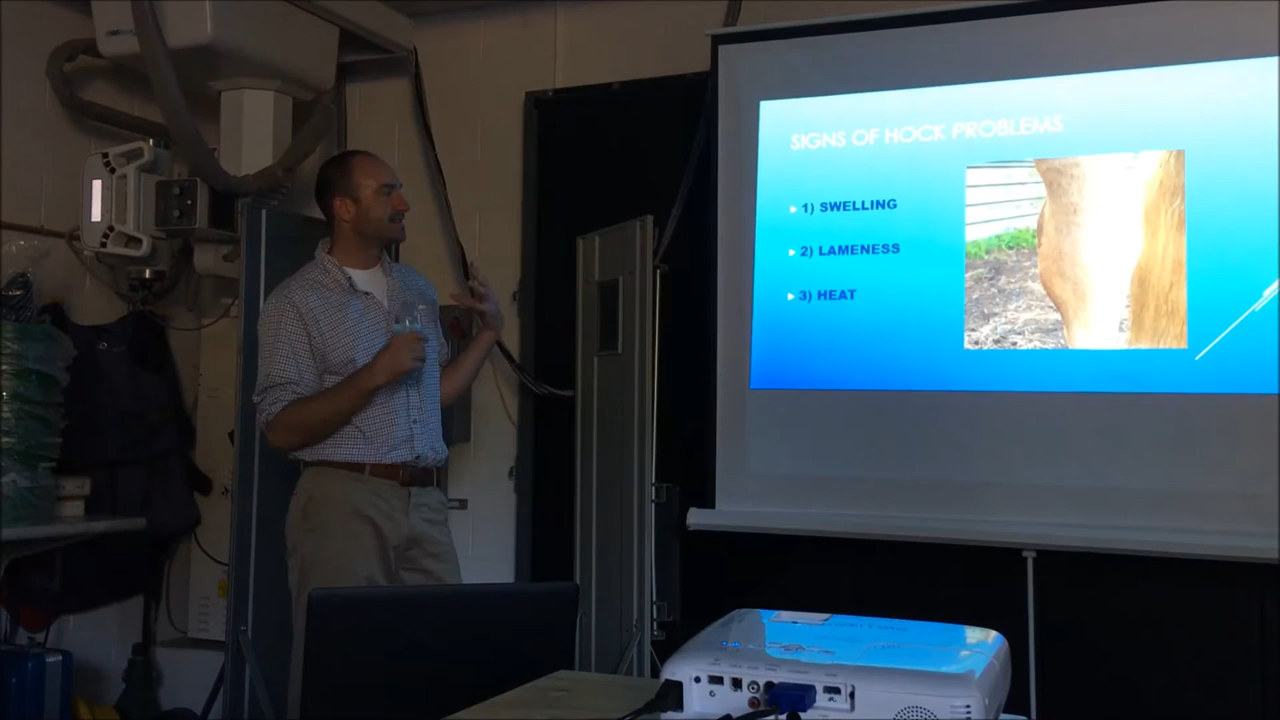 SIGNS OF HOCK PROBLEMS
1) SWELLING
2) LAMENESS
3) HEAT